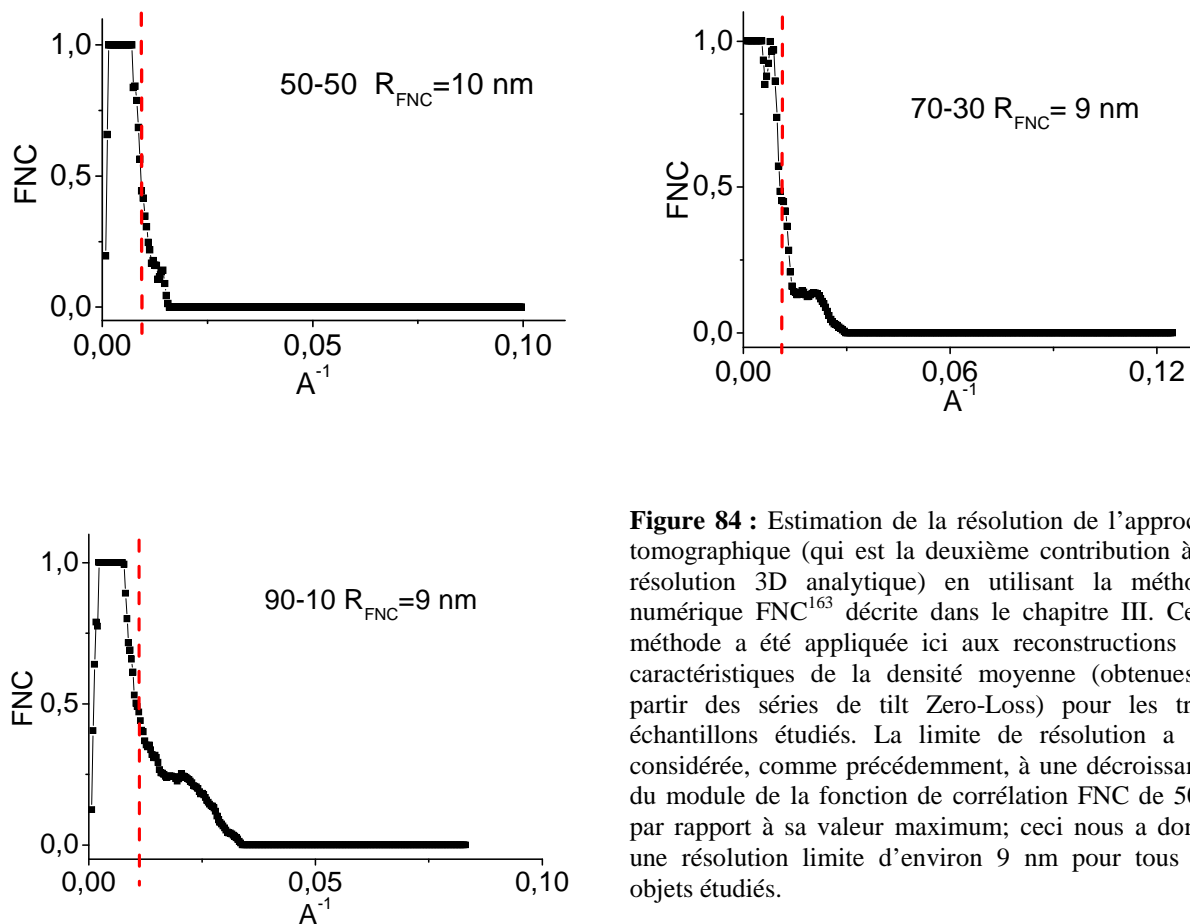 1,0
50-50 R_FNC=10 nm
FNC
0,5
0,0
0,00
0,05
0,10
A^-1
1,0
70-30 R_FNC= 9 nm
FNC
0,5
0,0
0,00
0,06
0,12
A^-1
1,0
90-10 R_FNC=9 nm
FNC
0,5
0,0
0,00
0,05
0,10
A^-1
Figure 84 : Estimation de la résolution de l’approc
tomographique (qui est la deuxième contribution à
résolution 3D analytique) en utilisant la métho
numérique FNC^163 décrite dans le chapitre III. Ce
méthode a été appliquée ici aux reconstructions
caractéristiques de la densité moyenne (obtenues
partir des séries de tilt Zero-Loss) pour les tr
échantillons étudiés. La limite de résolution a
considérée, comme précédemment, à une décroissar
du module de la fonction de corrélation FNC de 50
par rapport à sa valeur maximum; ceci nous a dor
une résolution limite d’environ 9 nm pour tous
objets étudiés.